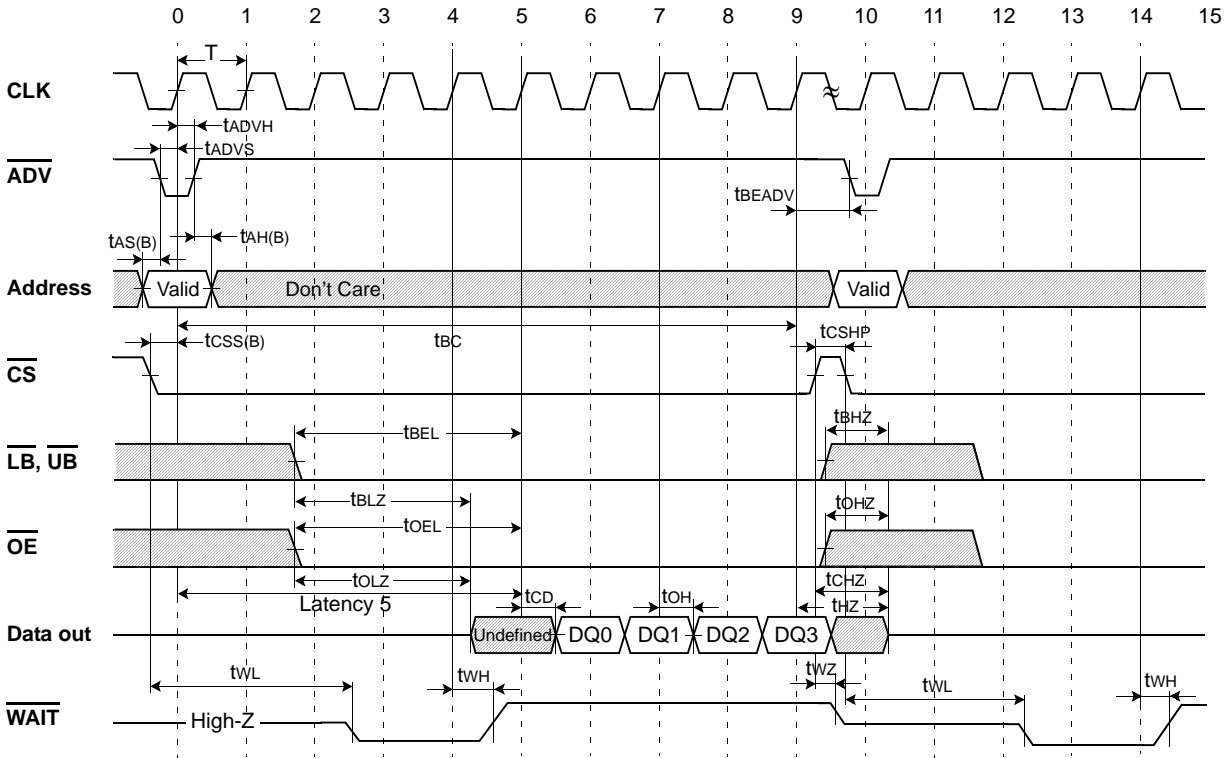 0 1 2 3 4 5 6 7 8 9 10 11 12 13 14 15
T
CLK
tADVH
tADVS
ADV
tBEADV
tAS(B) tAH(B)
Address Valid Don't Care Valid
tCSS(B) tBC tCSHP
CS
tBEL tBHZ
LB, UB
tBLZ tOHZ
tOEL
OE
tOLZ tCHZ
Latency 5 tCD tOH tHZ
Data out Undefined DQ0 DQ1 DQ2 DQ3
tWL tWH tWZ tWL tWH
WAIT High-Z